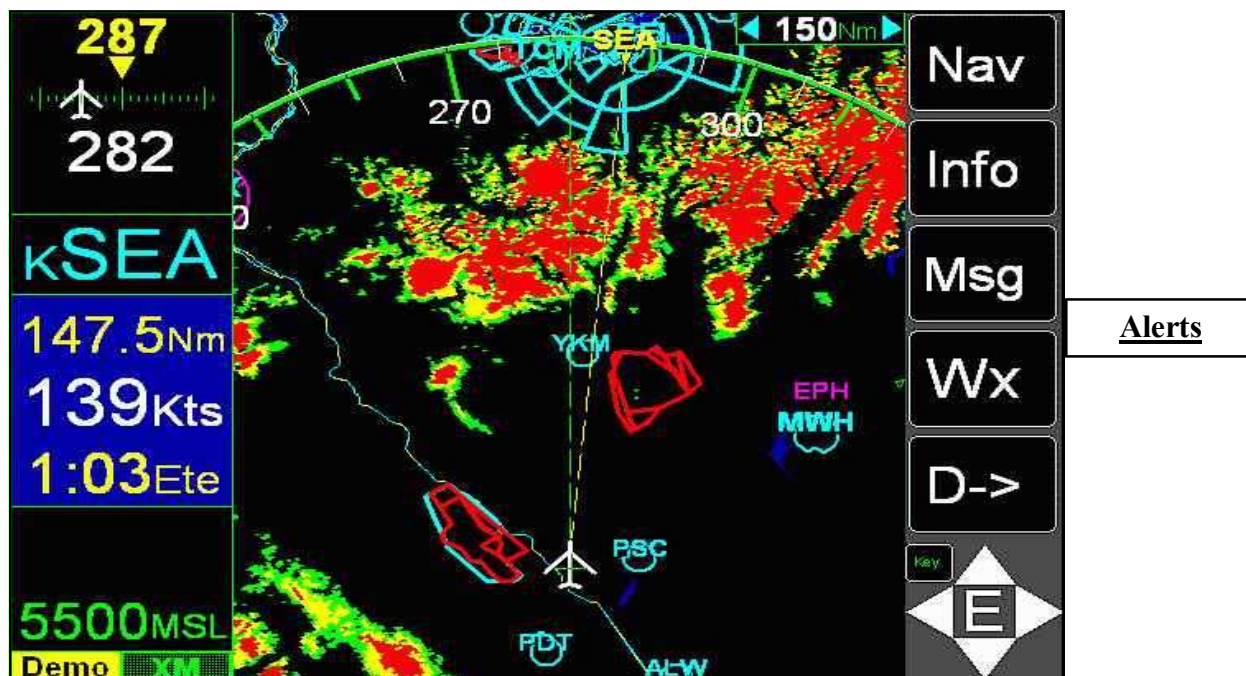 287
282
KSEA
147.5Nm
139Kts
1:03Ete
5500MSL
Demo XM
150Nm
TCM
SEA
270
300
0
YKM
EPH
MWH
PSC
PDT
ALW
Nav
Info
Msg
Wx
D->
Key
E
Alerts